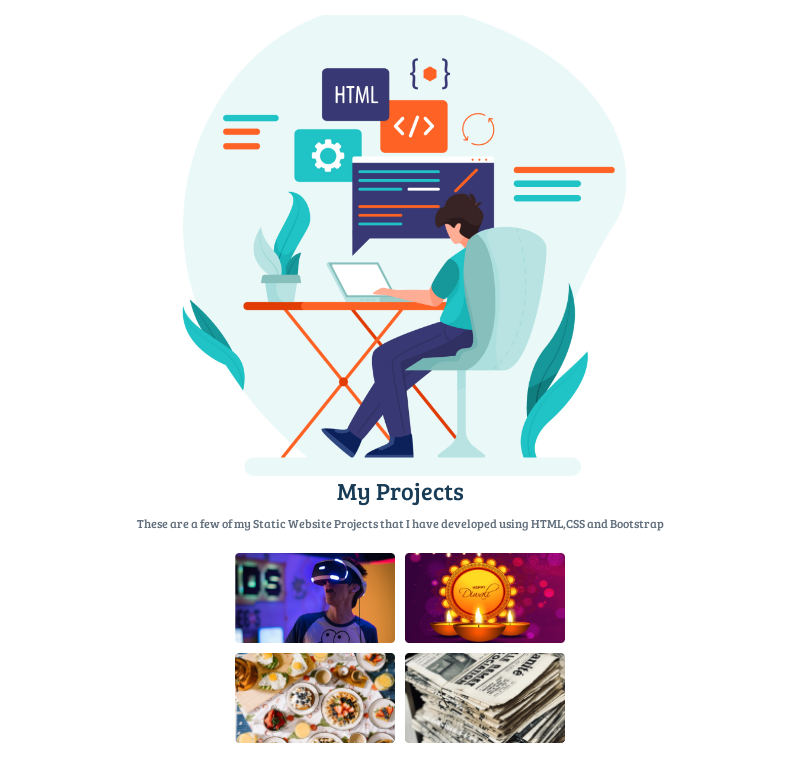 HTML
My Projects
These are a few of my Static Website Projects that I have developed using HTML,CSS and Bootstrap
IDS
HAPPY
Diwali